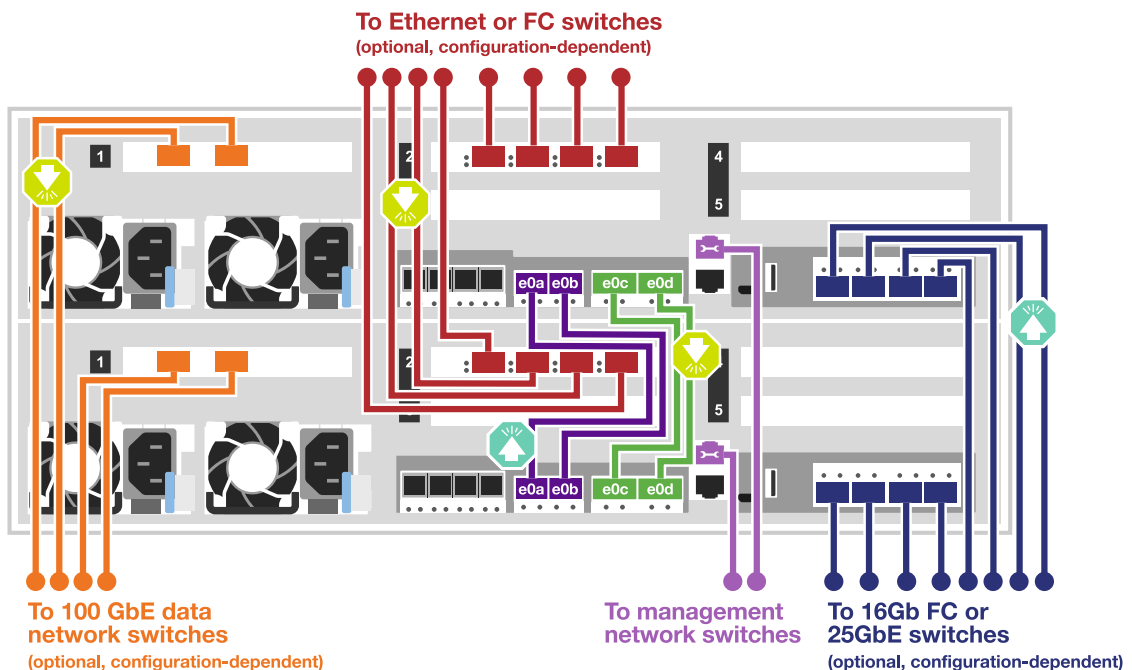 To Ethernet or FC switches
(optional, configuration-dependent)
1
2
4
5
e0a
e0b
e0c
e0d
1
2
5
e0a
e0b
e0c
e0d
To 100 GbE data
network switches
(optional, configuration-dependent)
To management
network switches
To 16Gb FC or
25GbE switches
(optional, configuration-dependent)